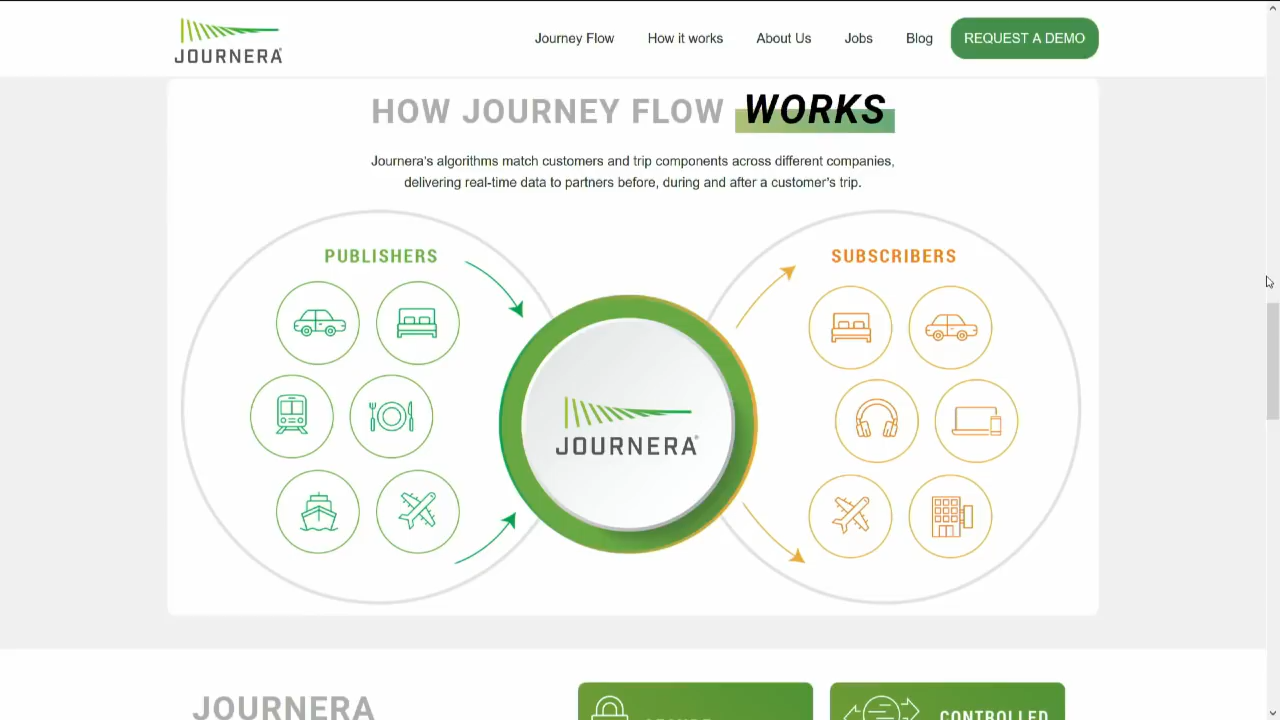 JOURNERA
Journey Flow
How it works
About Us
Jobs
Blog
REQUEST A DEMO
HOW JOURNEY FLOW WORKS
Journera's algorithms match customers and trip components across different companies,
delivering real-time data to partners before, during and after a customer's trip.
PUBLISHERS
SUBSCRIBERS
JOURNERA
JOURNERA
CONTROLLED